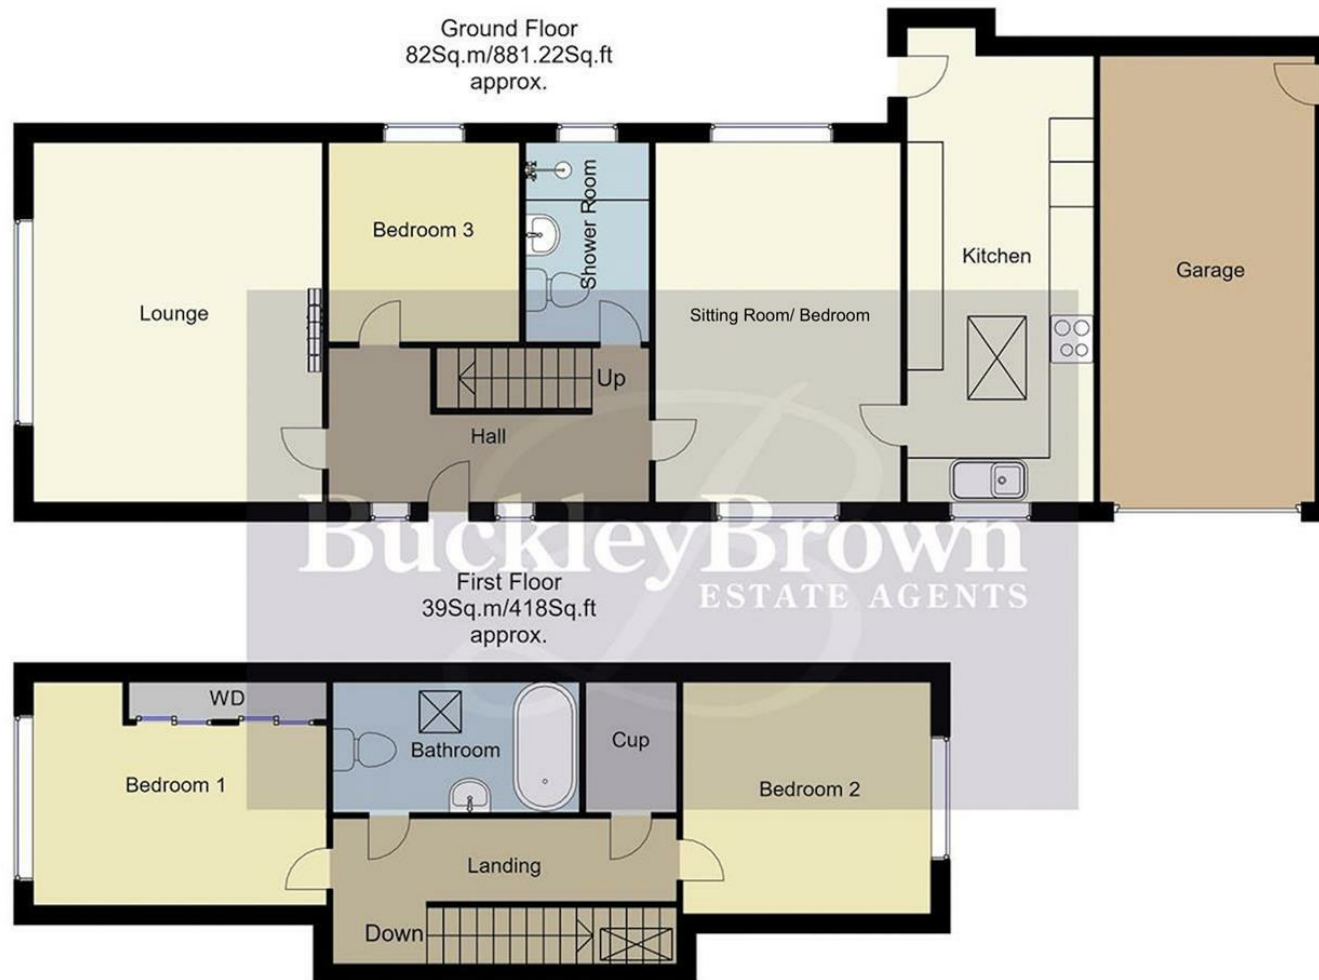 Ground Floor
82Sq.m/881.22Sq.ft
approx.
Lounge
Bedroom 3
Shower Room
Sitting Room/ Bedroom
Kitchen
Garage
Up
Hall
BuckleyBrown
ESTATE AGENTS
First Floor
39Sq.m/418Sq.ft
approx.
WD
Bedroom 1
Bathroom
Cup
Bedroom 2
Landing
Down